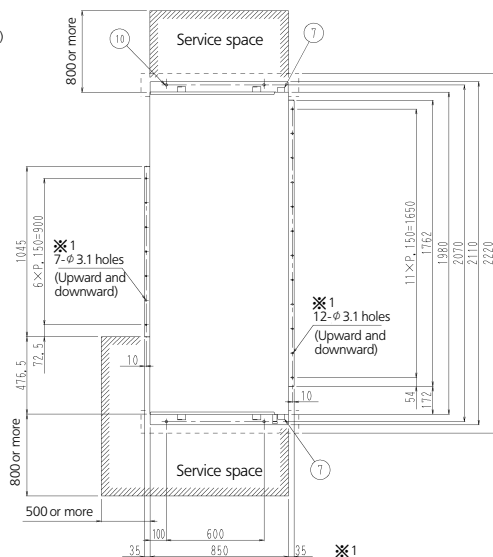 )
10
Service space
7
800 or more
1045
6×P.150=900
※1
7-φ3.1 holes
(Upward and
downward)
11×P.150=1650
1762
1980
2070
2110
2220
※1
12-φ3.1 holes
(Upward and
downward)
476.5
72.5
10
10
54
172
800 or more
Service space
7
500 or more
100
600
35
850
35
※1